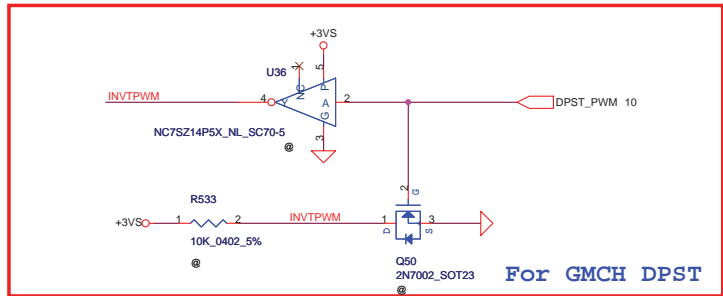 +3VS
U36
1
NC
5
P
INVTPWM
4
Y
A
2
DPST_PWM 10
G
3
NC7SZ14P5X_NL_SC70-5
@
R533
2
G
+3VS
1
2
INVTPWM
1
D
S
3
10K_0402_5%
@
Q50
2N7002_SOT23
@
For GMCH DPST